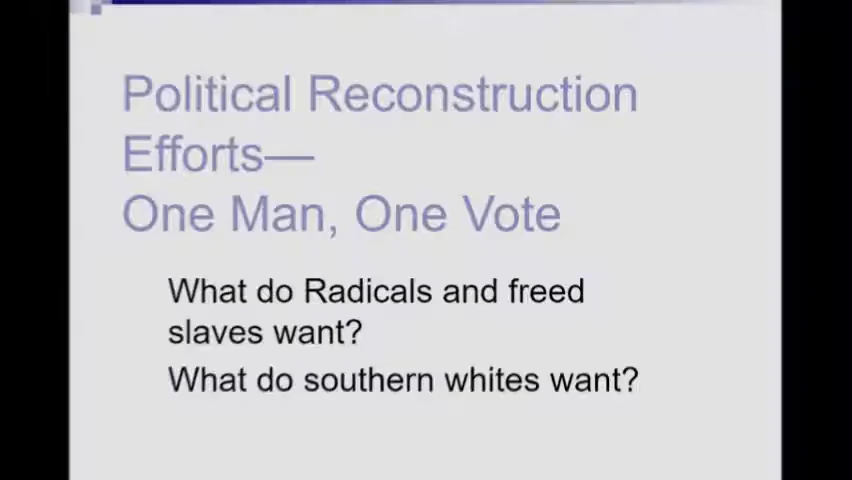 Political Reconstruction
Efforts—
One Man, One Vote
What do Radicals and freed
slaves want?
What do southern whites want?